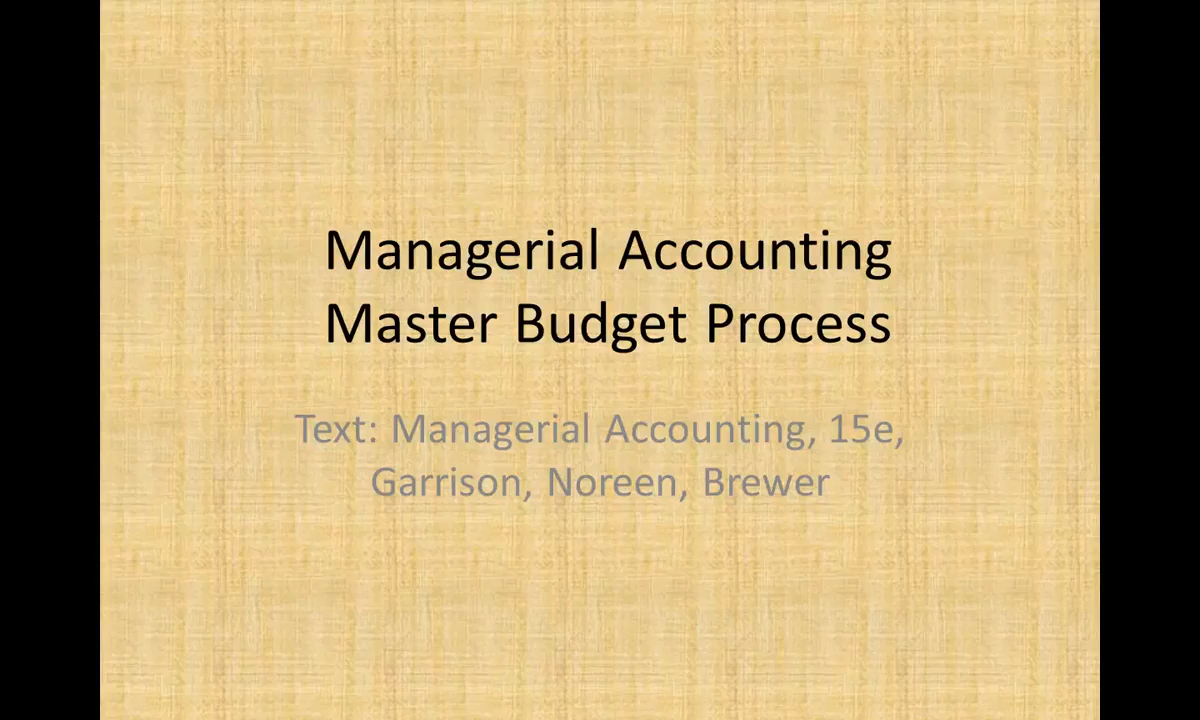 Managerial Accounting
Master Budget Process
Text: Managerial Accounting, 15e,
Garrison, Noreen, Brewer